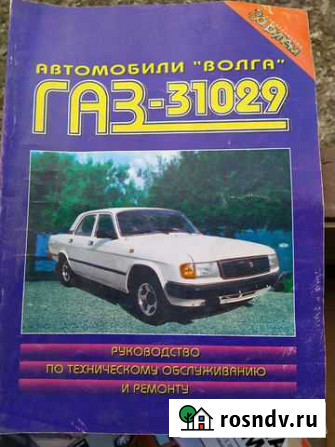 АВТОМОБИЛИ "ВОЛГА"
ГАЗ-31029
РУКОВОДСТВО
ПО ТЕХНИЧЕСКОМУ ОБСЛУЖИВАНИЮ
И РЕМОНТУ
rosndv.ru